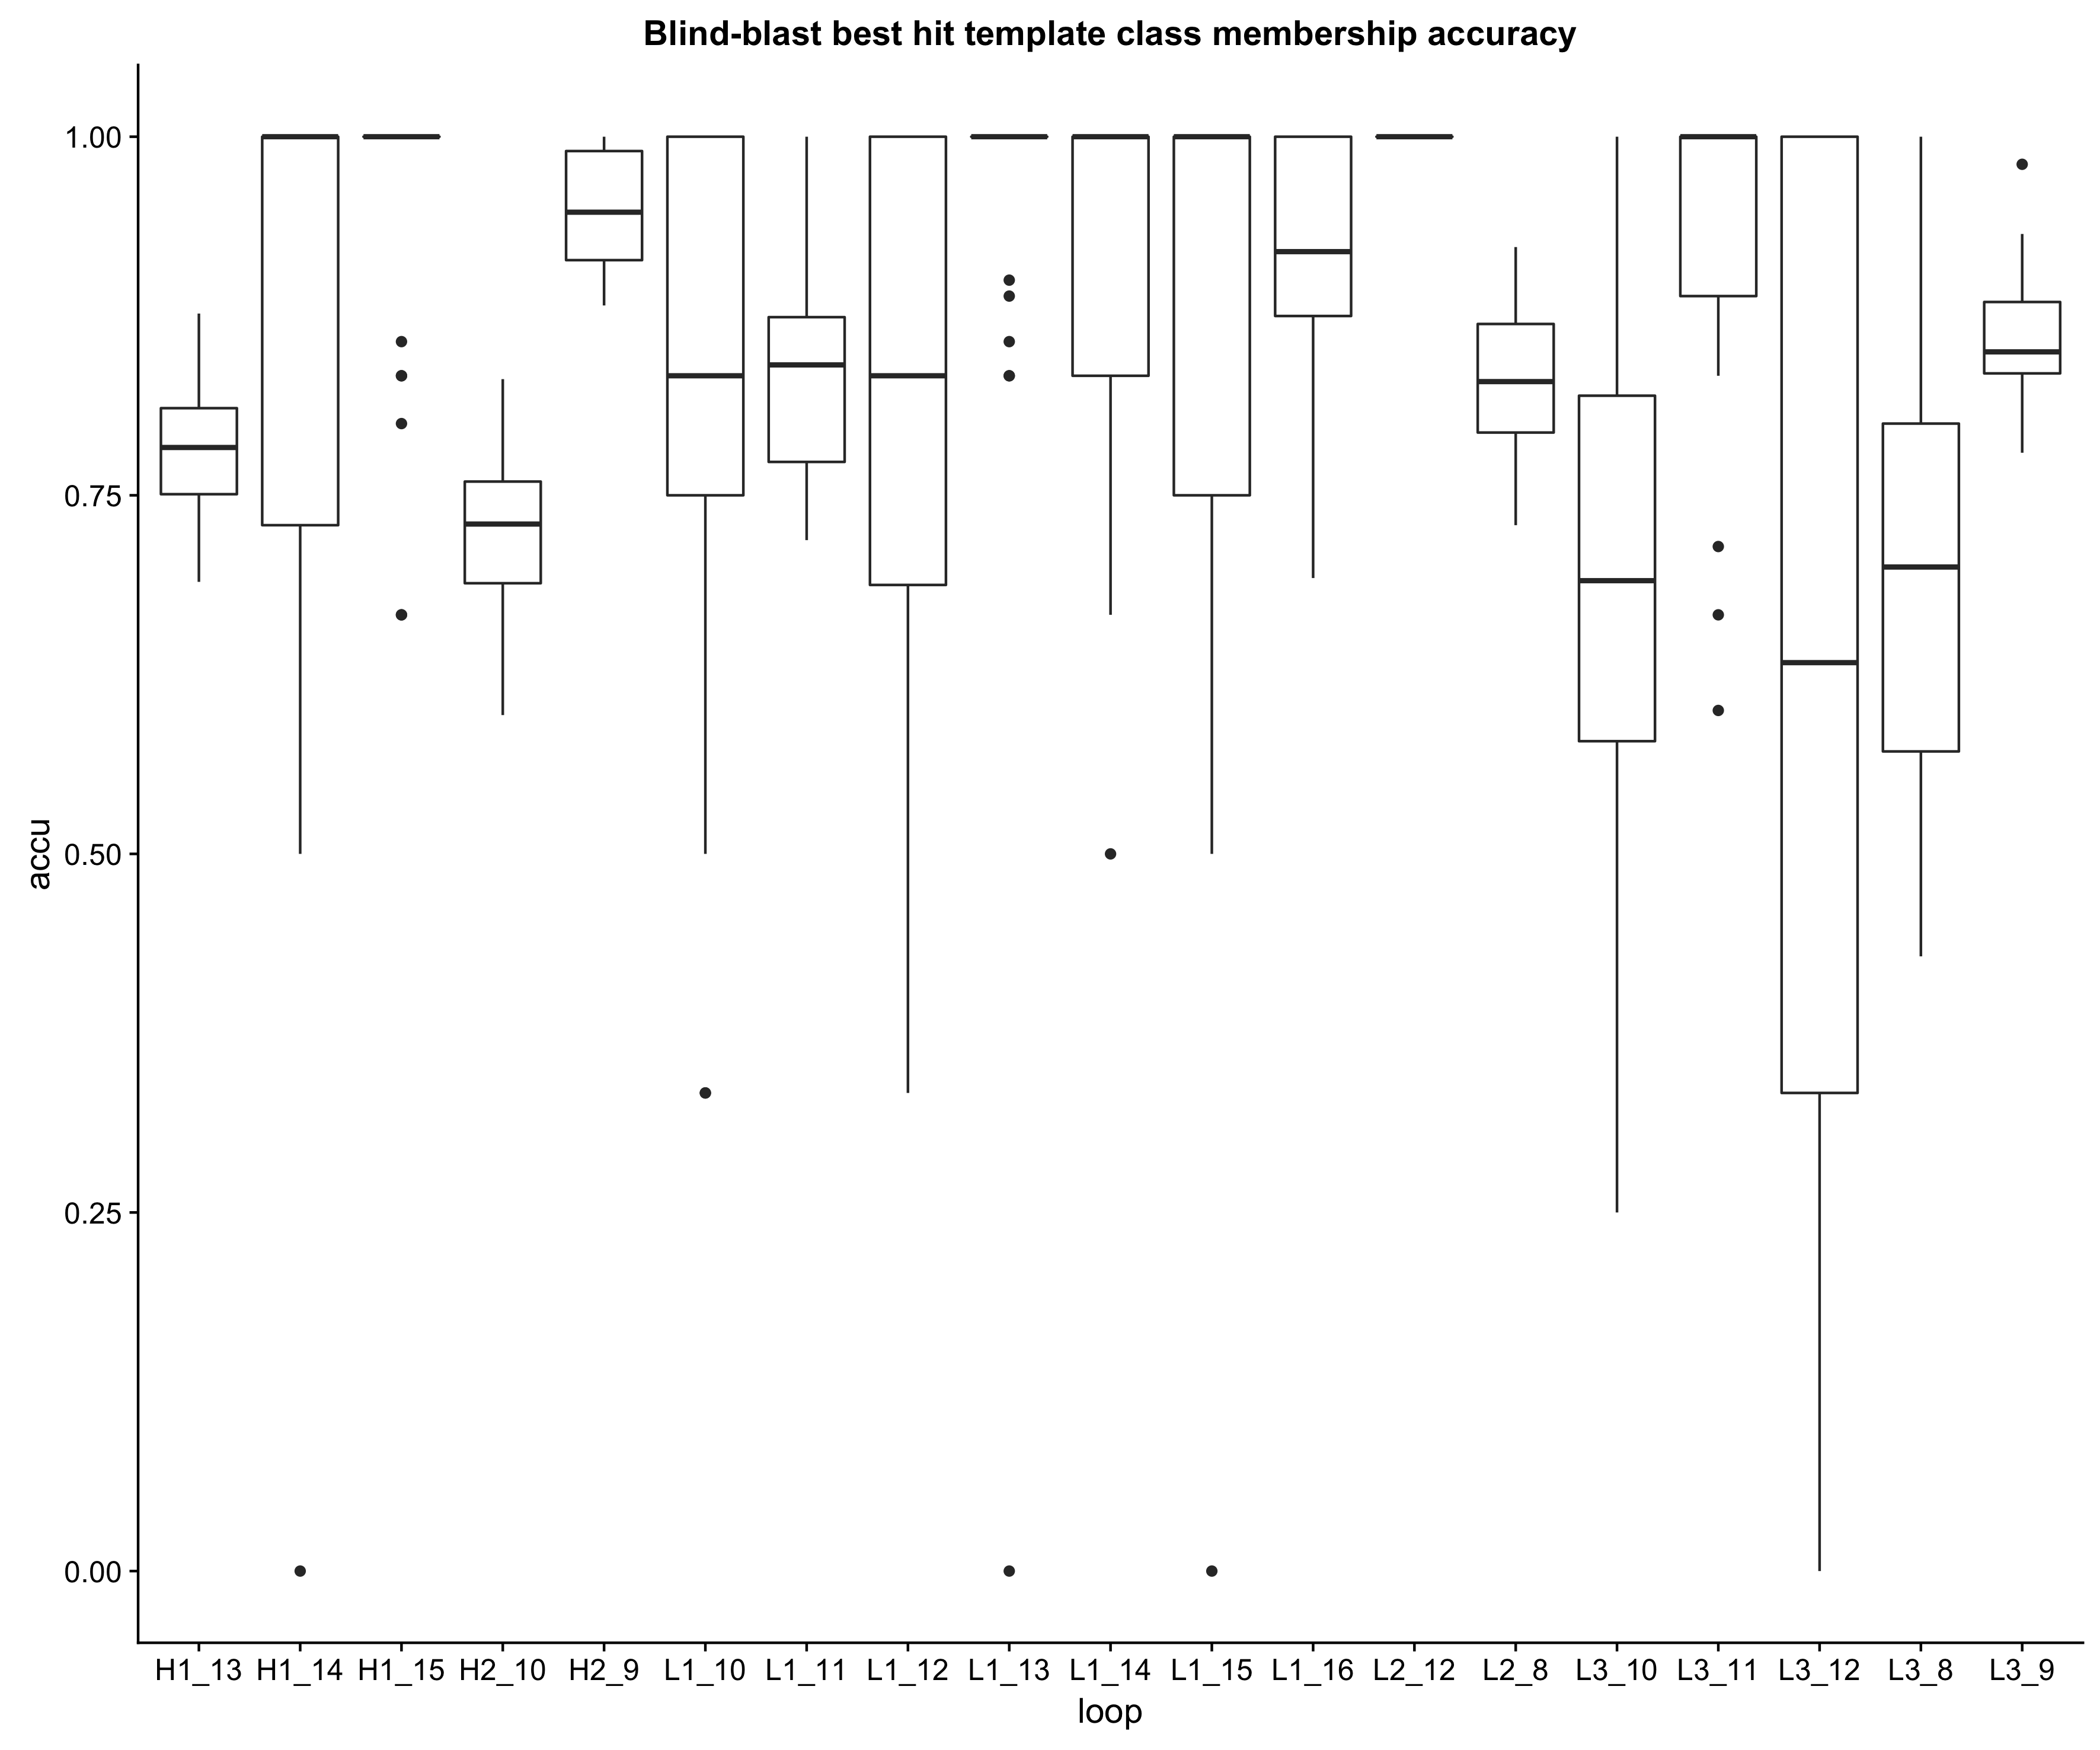 Blind-blast best hit template class membership accuracy
1.00
0.75
0.50
0.25
0.00
accu
H1_13 H1_14 H1_15 H2_10 H2_9 L1_10 L1_11 L1_12 L1_13 L1_14 L1_15 L1_16 L2_12 L2_8 L3_10 L3_11 L3_12 L3_8 L3_9
loop